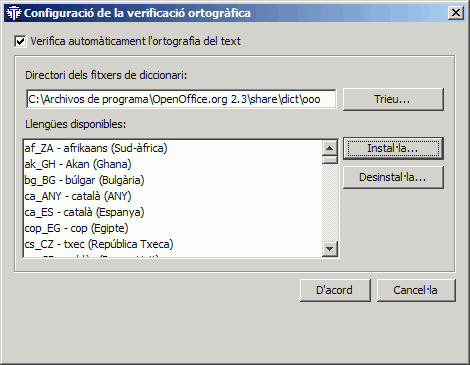 Configuració de la verificació ortogràfica
Verifica automàticament l'ortografia del text
Directori dels fitxers de diccionari:
C:\Archivos de programa\OpenOffice.org 2.3\share\dict\ooo
Trieu...
Llengües disponibles:
af_ZA - afrikaans (Sud-àfrica)
ak_GH - Akan (Ghana)
bg_BG - búlgar (Bulgària)
ca_ANY - català (ANY)
ca_ES - català (Espanya)
cop_EG - cop (Egipte)
cs_CZ - txec (República Txeca)
Instal·la...
Desinstal·la...
D'acord
Cancel·la